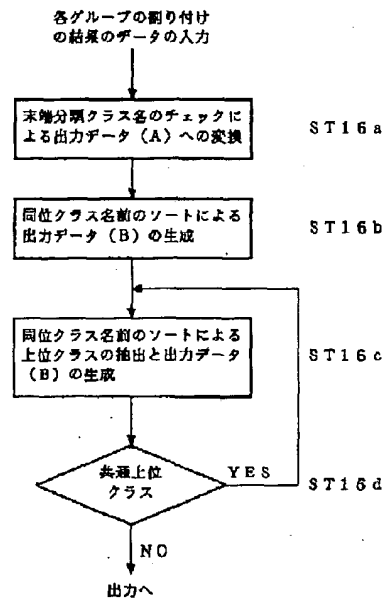 各グループの割り付け
の結果のデータの入力
末端分類クラス名のチェックに
よる出力データ(A)への変換
ST16a
同位クラス名前のソートによる
出力データ(B)の生成
ST16b
同位クラス名前のソートによる
上位クラスの抽出と出力データ
(B)の生成
ST16c
共通上位
クラス
YES
ST16d
NO
出力へ